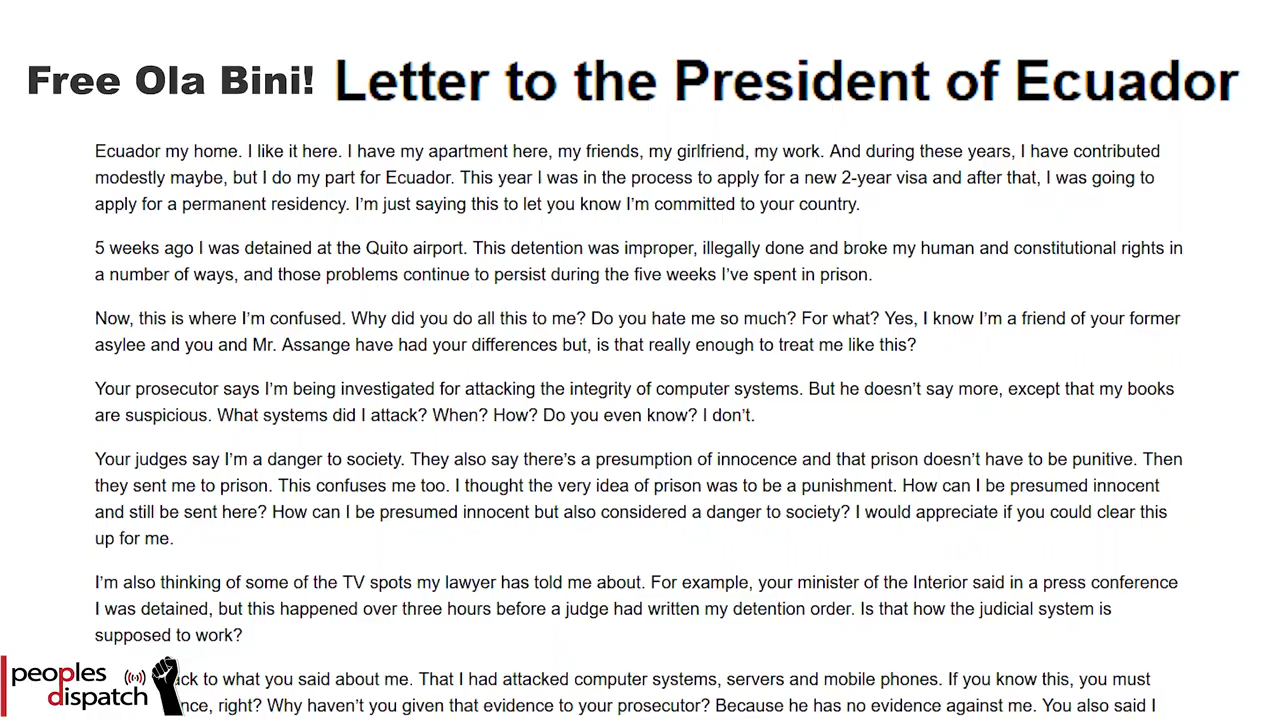 Free Ola Bini! Letter to the President of Ecuador
Ecuador my home. I like it here. I have my apartment here, my friends, my girlfriend, my work. And during these years, I have contributed
modestly maybe, but I do my part for Ecuador. This year I was in the process to apply for a new 2-year visa and after that, I was going to
apply for a permanent residency. I’m just saying this to let you know I’m committed to your country.
5 weeks ago I was detained at the Quito airport. This detention was improper, illegally done and broke my human and constitutional rights in
a number of ways, and those problems continue to persist during the five weeks I’ve spent in prison.
Now, this is where I’m confused. Why did you do all this to me? Do you hate me so much? For what? Yes, I know I’m a friend of your former
asylee and you and Mr. Assange have had your differences but, is that really enough to treat me like this?
Your prosecutor says I’m being investigated for attacking the integrity of computer systems. But he doesn’t say more, except that my books
are suspicious. What systems did I attack? When? How? Do you even know? I don’t.
Your judges say I’m a danger to society. They also say there’s a presumption of innocence and that prison doesn’t have to be punitive. Then
they sent me to prison. This confuses me too. I thought the very idea of prison was to be a punishment. How can I be presumed innocent
and still be sent here? How can I be presumed innocent but also considered a danger to society? I would appreciate if you could clear this
up for me.
I’m also thinking of some of the TV spots my lawyer has told me about. For example, your minister of the Interior said in a press conference
I was detained, but this happened over three hours before a judge had written my detention order. Is that how the judicial system is
supposed to work?
to what you said about me. That I had attacked computer systems, servers and mobile phones. If you know this, you must
right? Why haven’t you given that evidence to your prosecutor? Because he has no evidence against me. You also said I
peoples
dispatch